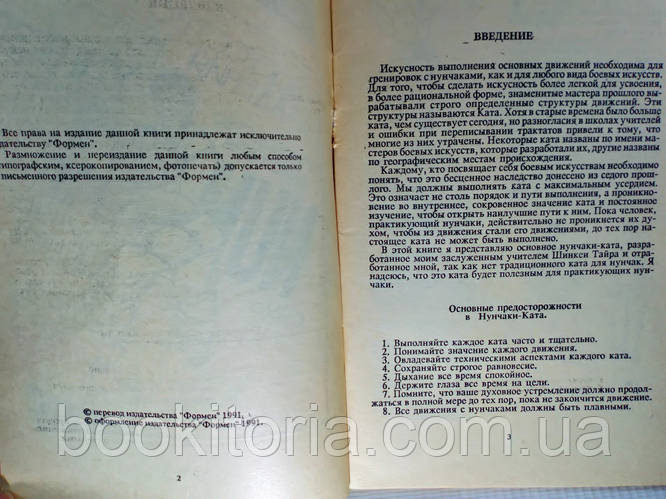 Все права на издание данной книги принадлежат исключительно
дательству "Формен".
Размножение и переиздание данной книги любым способом
ипографским, ксерокопированием, фотопечать) допускается только
письменного разрешения издательства "Формен".
© перевод издательства "Формен" 1991.
© оформление издательства "Формен" 1991.
2
ВВЕДЕНИЕ
Искусность выполнения основных движений необходима для
тренировок с нунчаками, как и для любого вида боевых искусств.
Для того, чтобы сделать искусность более легкой для усвоения,
в более рациональной форме, знаменитые мастера прошлого вы-
рабатывали строго определенные структуры движений. Эти
структуры называются Ката. Хотя в старые времена было больше
ката, чем существует сегодня, но разногласия в школах учителей
и ошибки при переписывании трактатов привели к тому, что
многие из них утрачены. Некоторые ката названы по имени ма-
стеров боевых искусств, которые разработали их, другие названы
по географическим местам происхождения.
Каждому, кто посвящает себя боевым искусствам необходимо
понять, что это бесценное наследство донесено из седого прош-
лого. Мы должны выполнять ката с максимальным усердием.
Это означает не столь порядок и пути выполнения, а проникно-
вение во внутреннее, сокровенное значение ката и постоянное
изучение, чтобы открыть наилучшие пути к ним. Пока человек,
практикующий нунчаки, действительно не проникнется их ду-
хом, чтобы из движения стали его движениями, до тех пор на-
стоящее ката не может быть выполнено.
В этой книге я представляю основное нунчаки-ката, разра-
ботанное моим заслуженным учителем Шинкен Тайра и отра-
ботанное мной, так как нет традиционного ката для нунчак. Я
надеюсь, что это ката будет полезным для практикующих нунча-
ки.
Основные предосторожности
в Нунчаки-Ката.
1. Выполняйте каждое ката часто и тщательно.
2. Понимайте значение каждого движения.
3. Овладевайте техническими аспектами каждого ката.
4. Сохраняйте строгое равновесие.
5. Дыхание все время спокойное.
6. Держите глаза все время на цели.
7. Помните, что ваше духовное устремление должно продол-
жаться в полной мере до тех пор, пока не закончится движение.
8. Все движения с нунчаками должны быть плавными.
3
bookitoria.com.ua